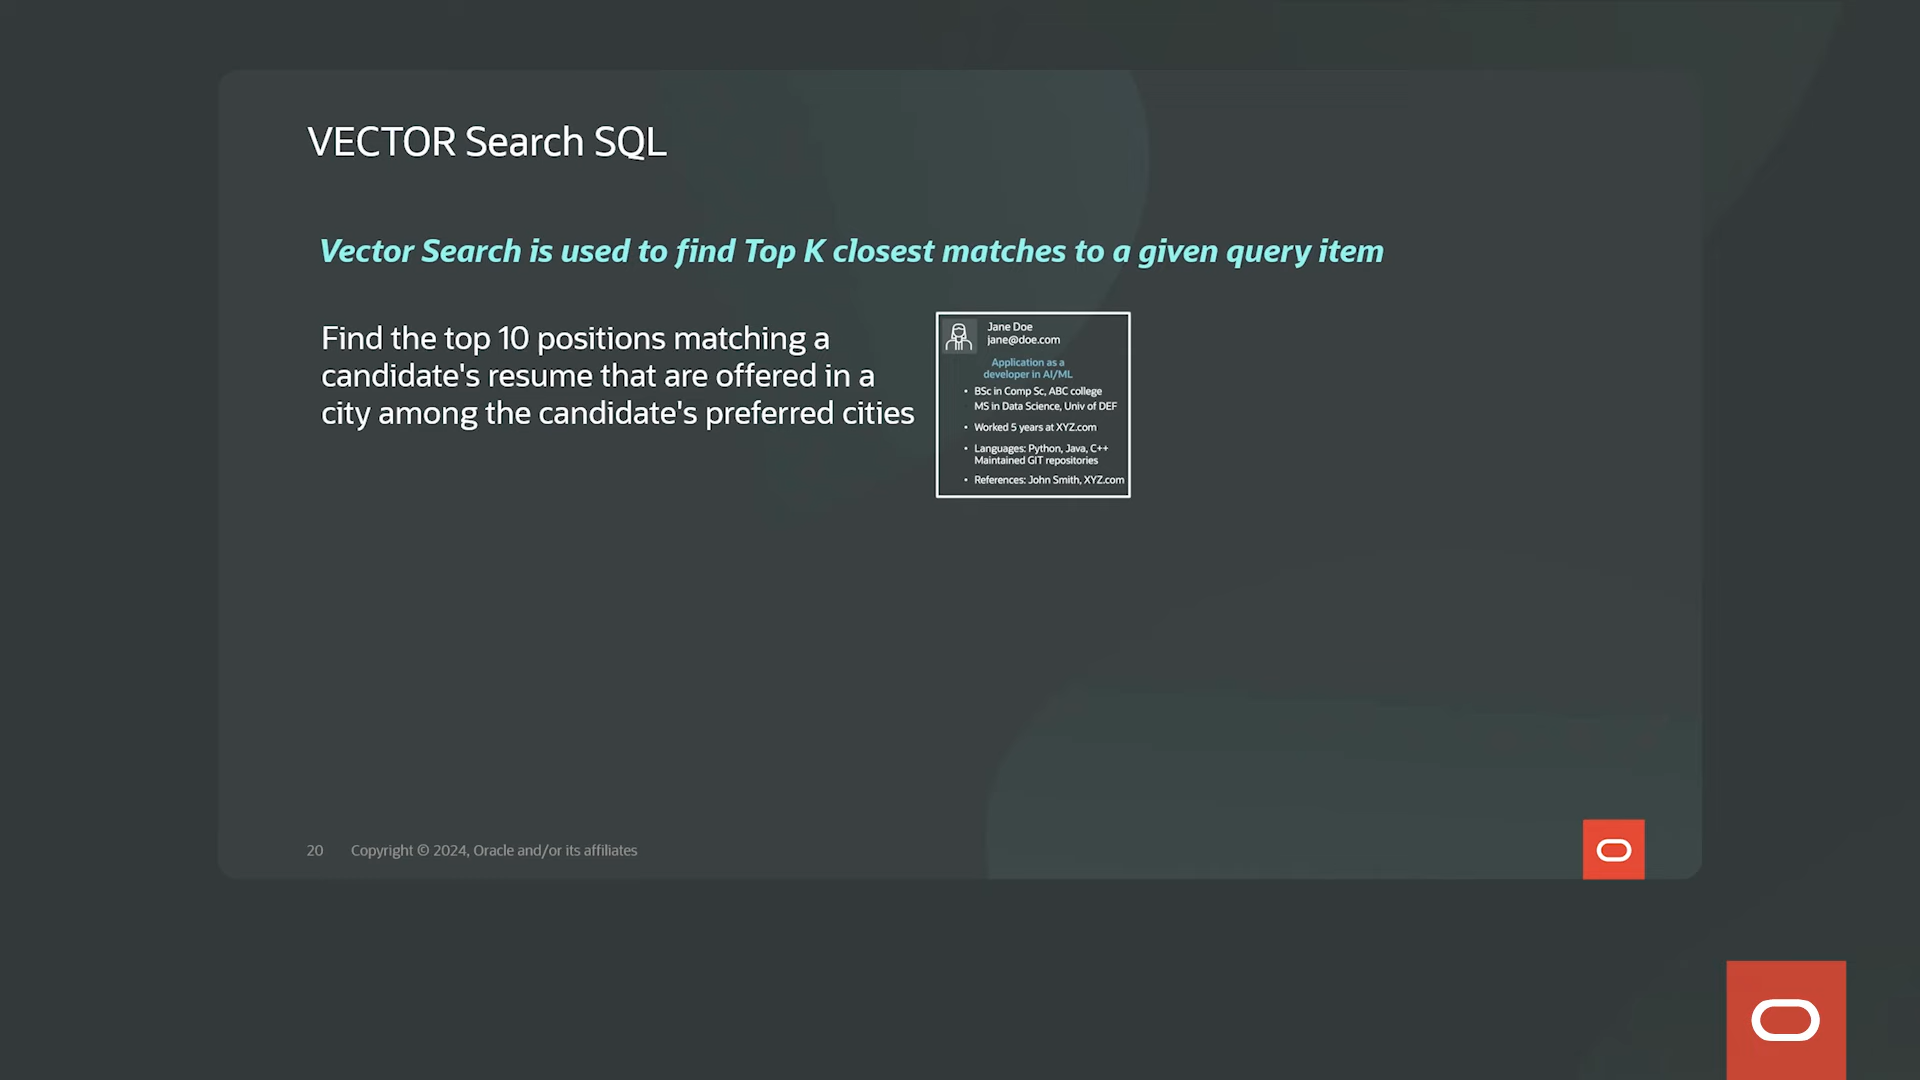 VECTOR Search SQL
Vector Search is used to find Top K closest matches to a given query item
Find the top 10 positions matching a
candidate's resume that are offered in a
city among the candidate's preferred cities
Jane Doe
jane@doe.com
Application as a
developer in AI/ML
• BSc in Comp Sc, ABC college
MS in Data Science, Univ of DEF
• Worked 5 years at XYZ.com
• Languages: Python, Java, C++
Maintained GIT repositories
• References: John Smith, XYZ.com
20 Copyright © 2024, Oracle and/or its affiliates